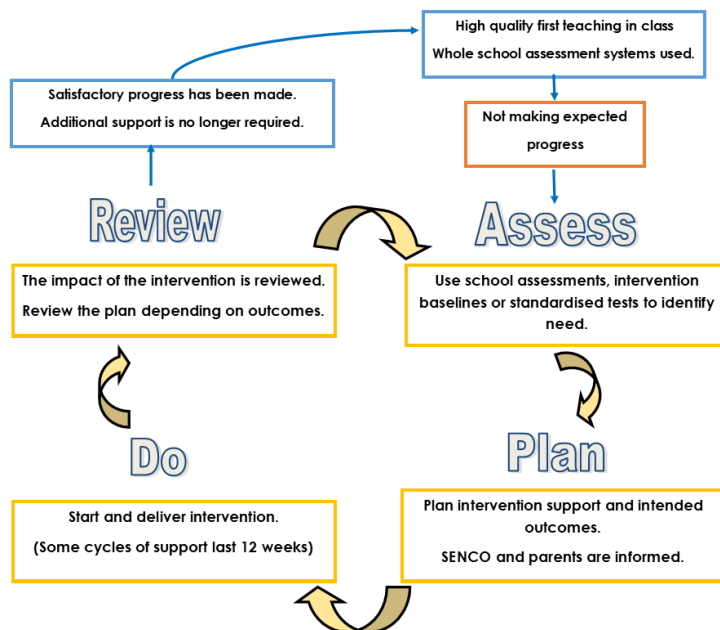 High quality first teaching in class
Whole school assessment systems used.
Satisfactory progress has been made.
Additional support is no longer required.
Not making expected
progress
Review
Assess
The impact of the intervention is reviewed.
Review the plan depending on outcomes.
Use school assessments, intervention
baselines or standardised tests to identify
need.
Do
Plan
Start and deliver intervention.
(Some cycles of support last 12 weeks)
Plan intervention support and intended
outcomes.
SENCO and parents are informed.